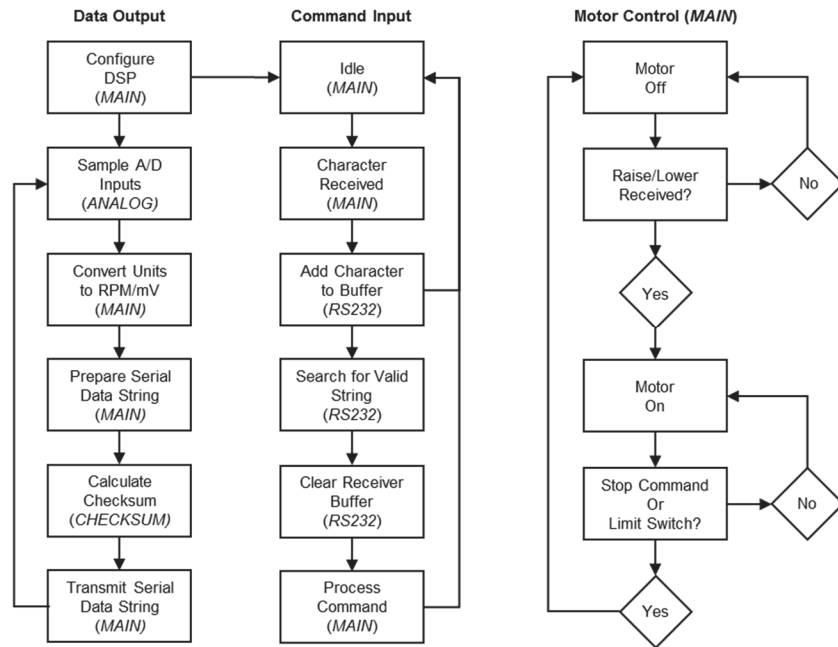 Data Output
Configure
DSP
(MAIN)
Sample A/D
Inputs
(ANALOG)
Convert Units
to RPM/mV
(MAIN)
Prepare Serial
Data String
(MAIN)
Calculate
Checksum
(CHECKSUM)
Transmit Serial
Data String
(MAIN)
Command Input
Idle
(MAIN)
Character
Received
(MAIN)
Add Character
to Buffer
(RS232)
Search for Valid
String
(RS232)
Clear Receiver
Buffer
(RS232)
Process
Command
(MAIN)
Motor Control (MAIN)
Motor
Off
Raise/Lower
Received?
No
Yes
Motor
On
Stop Command
Or
Limit Switch?
No
Yes